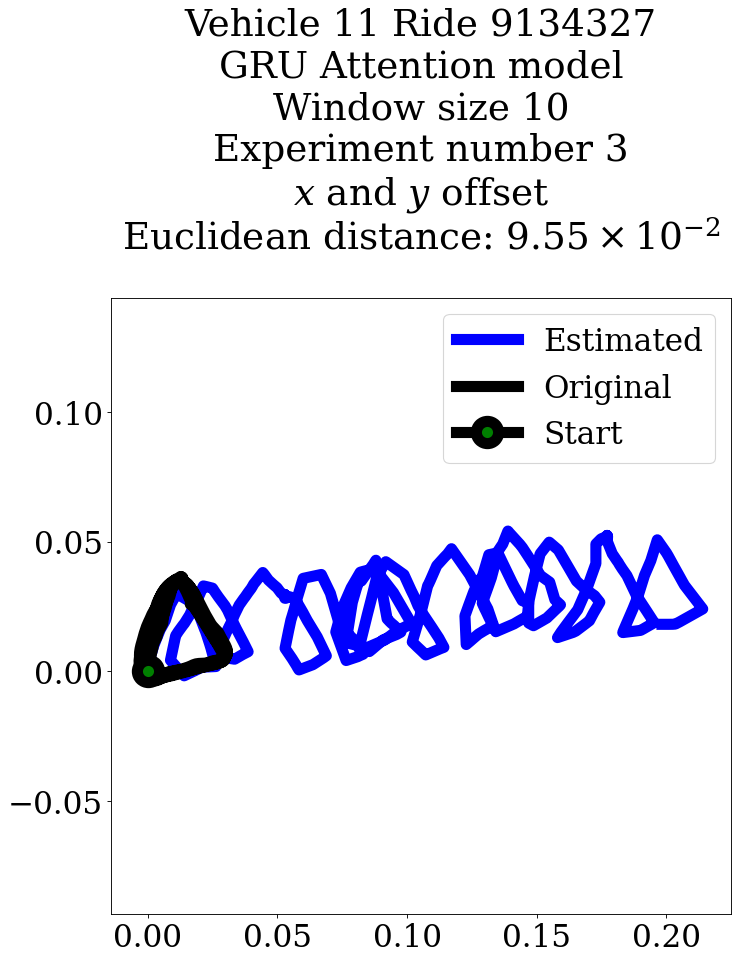 Vehicle 11 Ride 9134327
GRU Attention model
Window size 10
Experiment number 3
x and y offset
Euclidean distance: 9.55 × 10⁻²
Estimated
Original
Start
0.10
0.05
0.00
−0.05
0.00 0.05 0.10 0.15 0.20